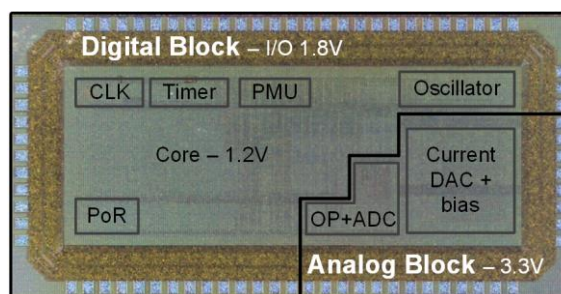 Digital Block – I/O 1.8V
CLK Timer PMU Oscillator
Core – 1.2V
Current
DAC +
bias
PoR
OP+ADC
Analog Block – 3.3V